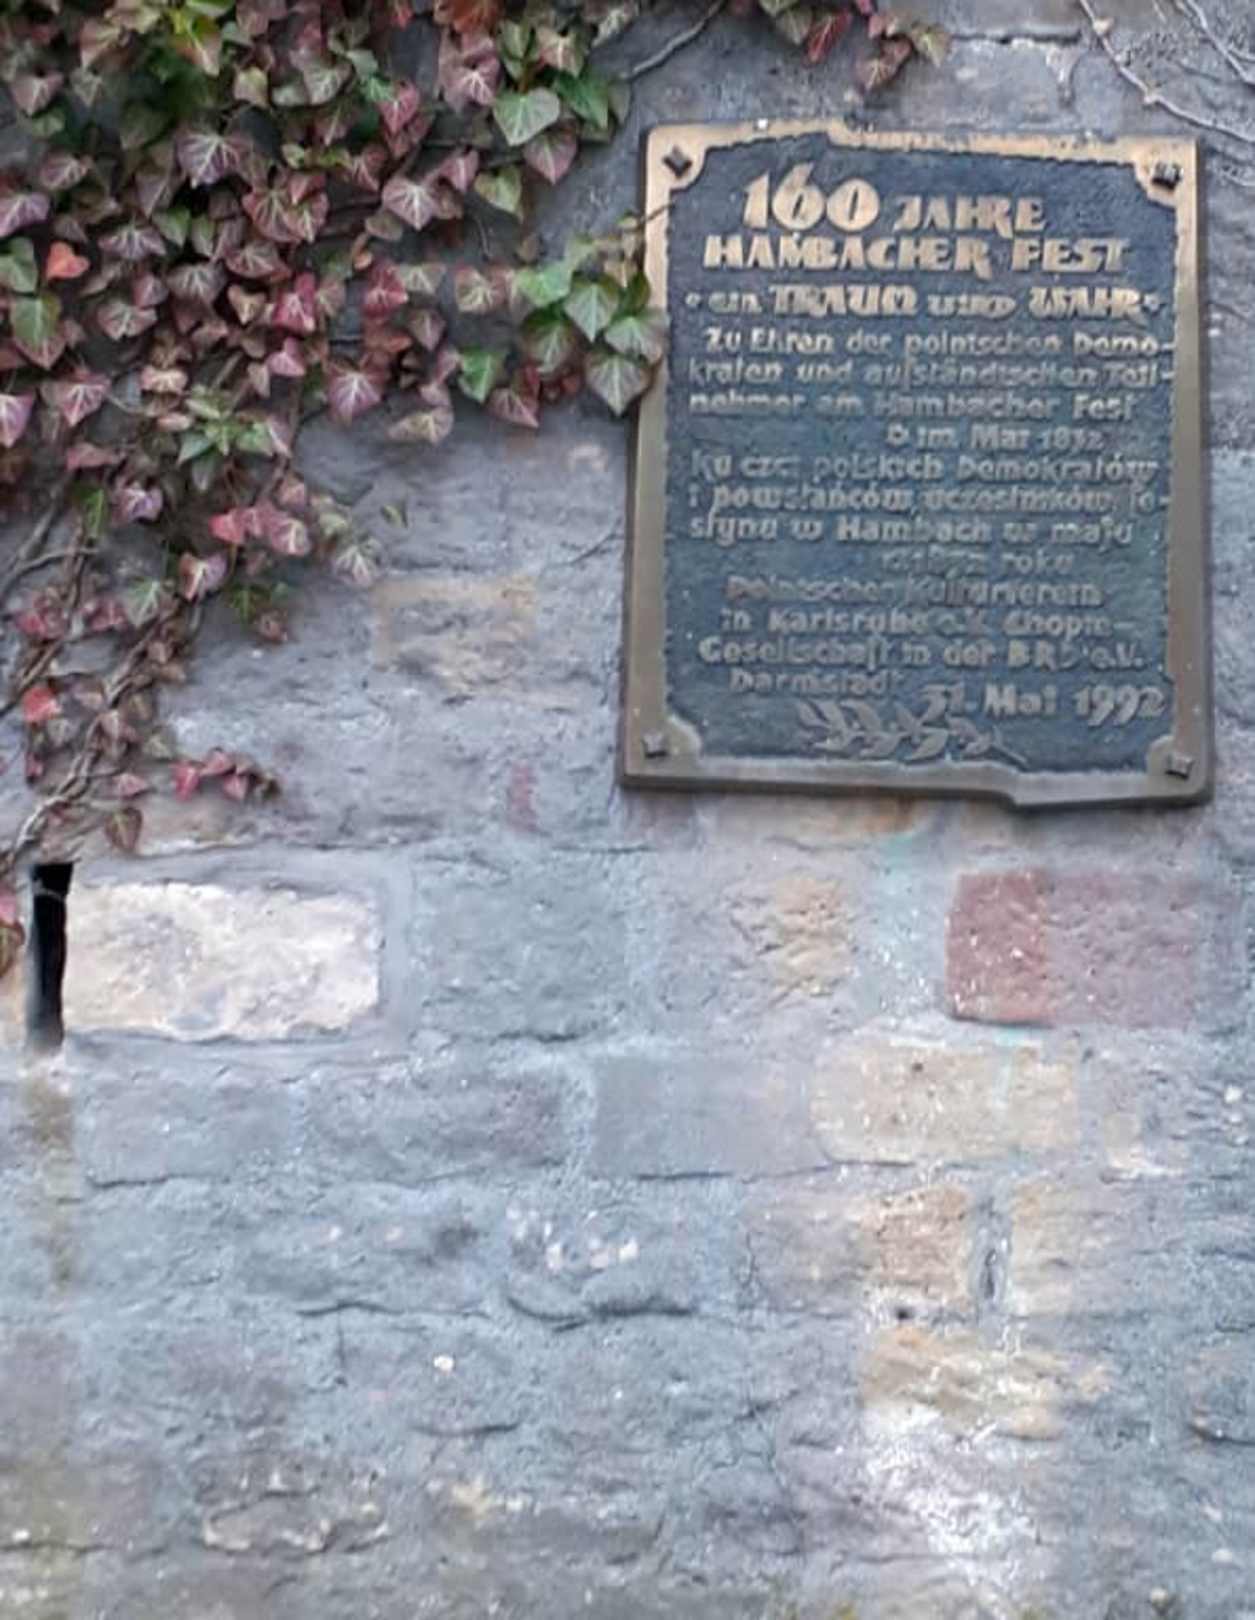 160 JAHRE
HAMBACHER FEST
"ein TRAUM wird WAHR"
Zu Ehren der polnischen Demo-
kraten und aufständischen Teil-
nehmer am Hambacher Fest
im Mai 1832
Ku czci polskich Demokratów
i powstańców, uczestników fe-
stynu w Hambach w maju
1832 roku
Polnischer Kulturverein
in Karlsruhe e.V. Chopin-
Gesellschaft in der BRD e.V.
Darmstadt 31. Mai 1992